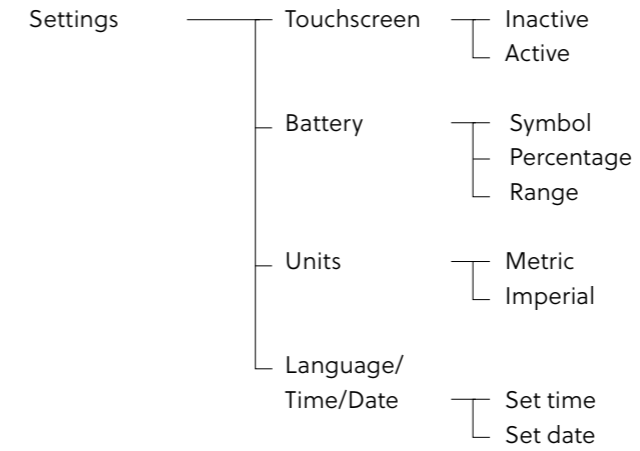 Settings Touchscreen Inactive
Active
Battery Symbol
Percentage
Range
Units Metric
Imperial
Language/
Time/Date Set time
Set date